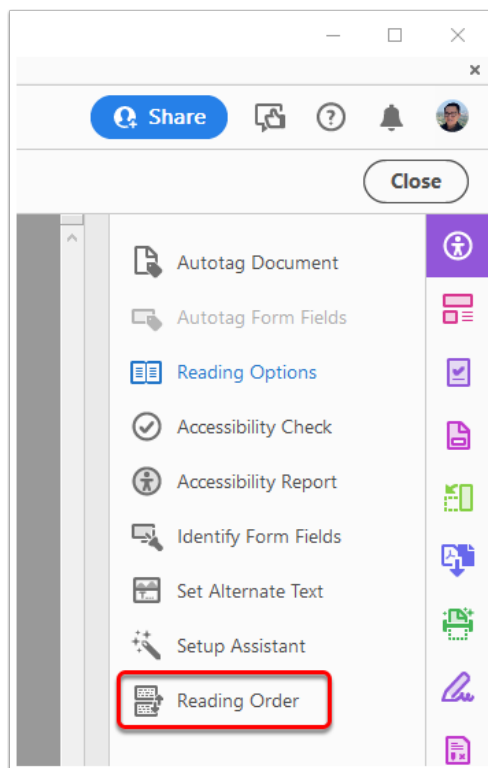 Share
Close
Autotag Document
Autotag Form Fields
Reading Options
Accessibility Check
Accessibility Report
Identify Form Fields
Set Alternate Text
Setup Assistant
Reading Order